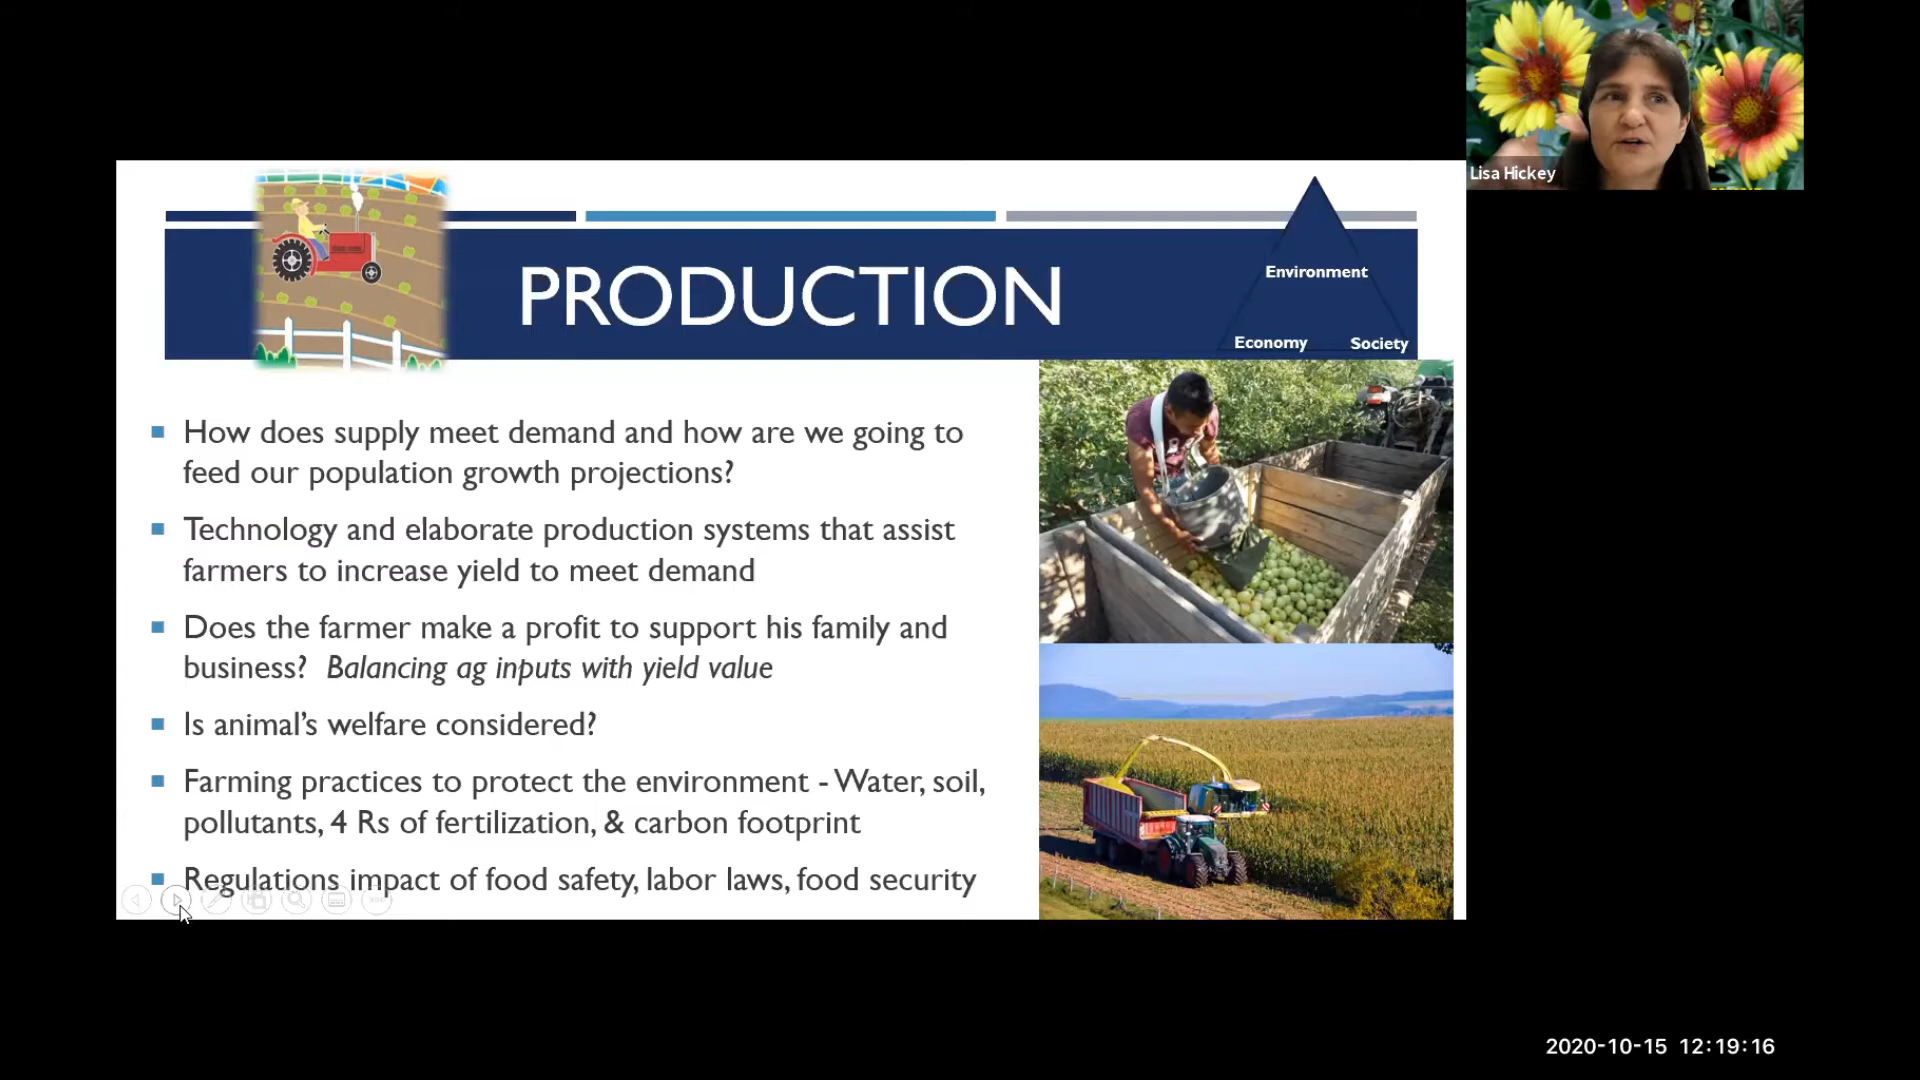 Lisa Hickey
PRODUCTION
Environment
Economy
Society
How does supply meet demand and how are we going to
feed our population growth projections?
Technology and elaborate production systems that assist
farmers to increase yield to meet demand
Does the farmer make a profit to support his family and
business? Balancing ag inputs with yield value
Is animal's welfare considered?
Farming practices to protect the environment - Water, soil,
pollutants, 4 Rs of fertilization, & carbon footprint
Regulations impact of food safety, labor laws, food security
2020-10-15 12:19:16